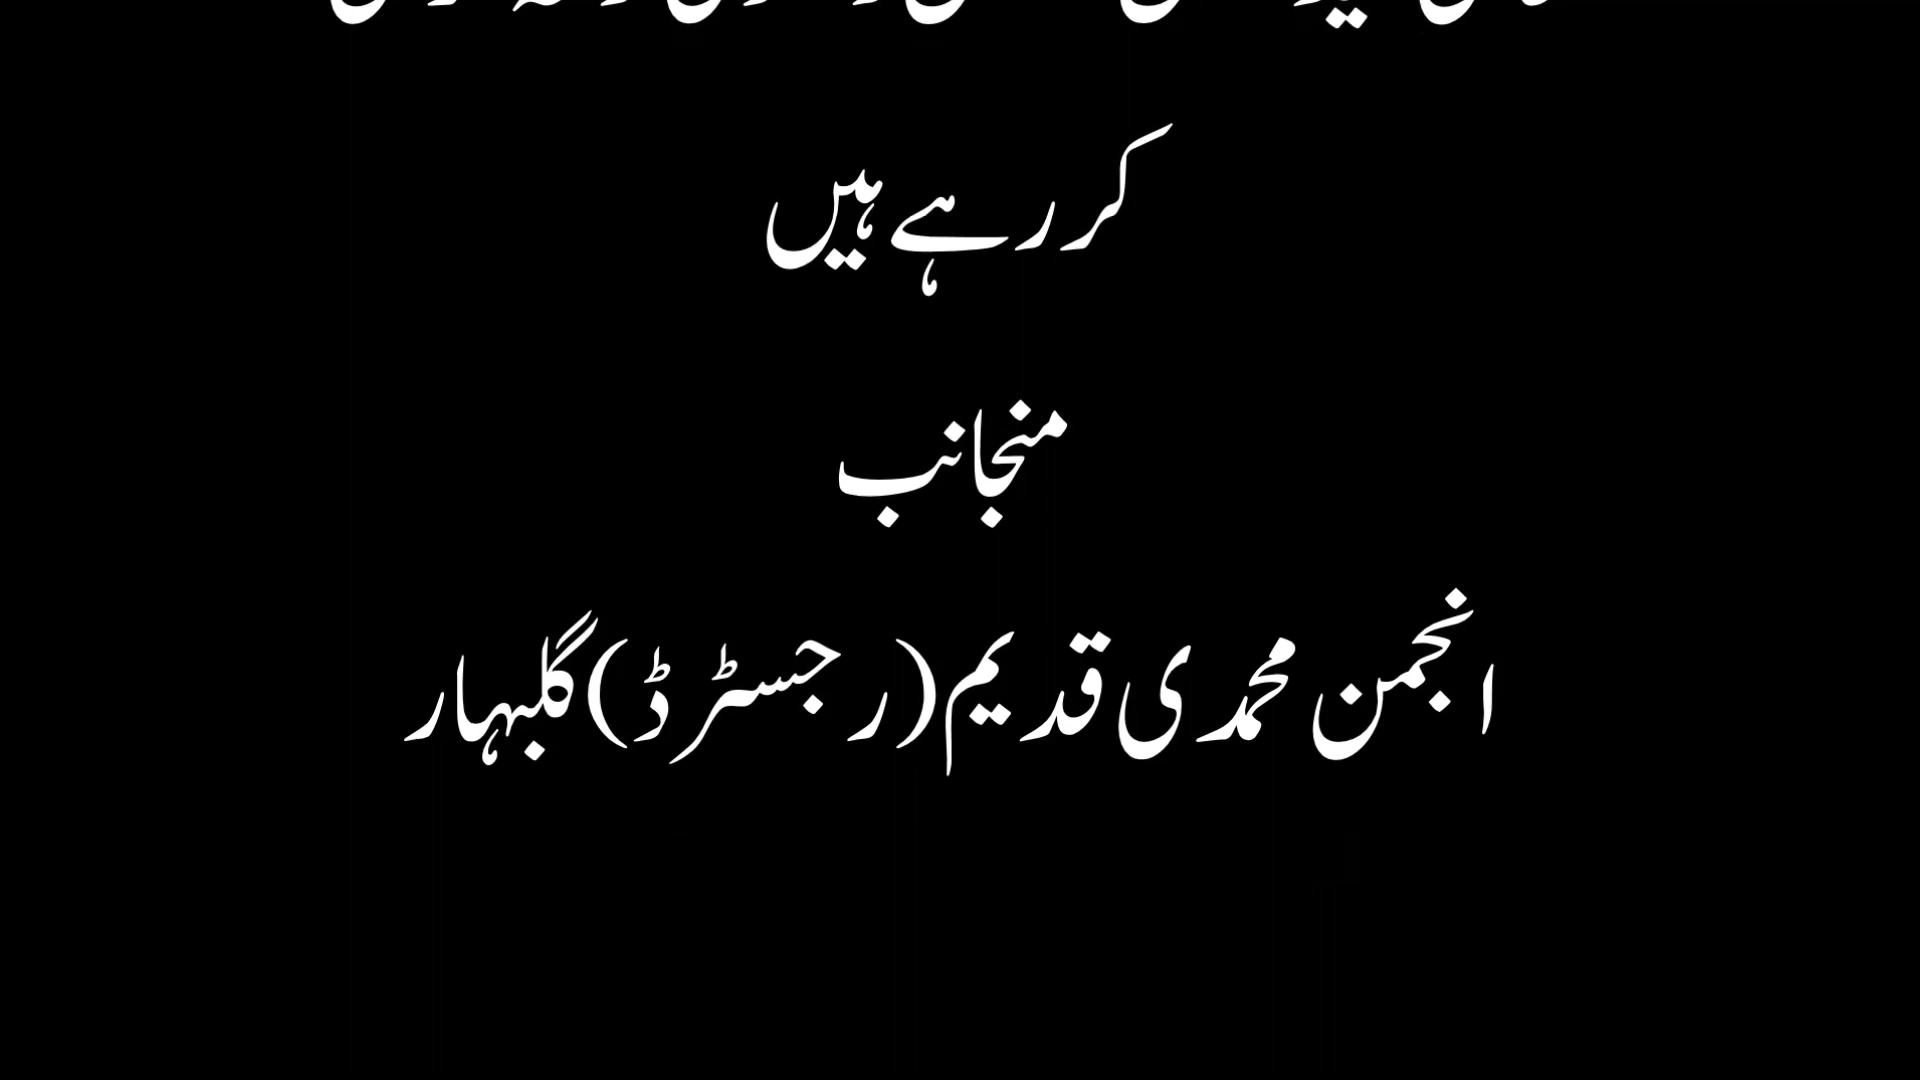 کر رہے ہیں
منجانب
انجمن محمدی قدیم(رجسٹرڈ)گلبہار